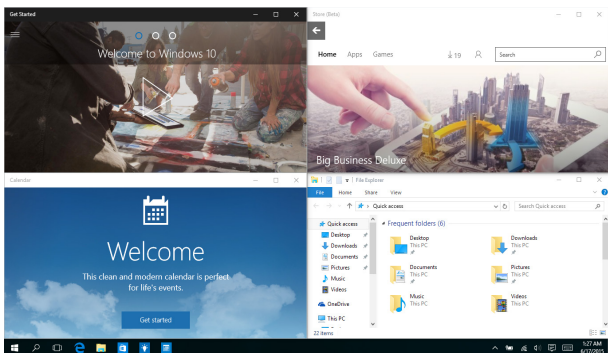 Get Started
Welcome to Windows 10
Store (Beta)
Home Apps Games
19
Search
Big Business Deluxe
Calendar
Welcome
This clean and modern calendar is perfect
for life's events.
Get started
File Explorer
File Home Share View
Quick access
Search Quick access
Quick access
Desktop
Downloads
Documents
Pictures
Music
Videos
OneDrive
This PC
Frequent folders (6)
Desktop
This PC
Downloads
This PC
Documents
This PC
Pictures
This PC
Music
This PC
Videos
This PC
22 items
1:27 AM
6/17/2015